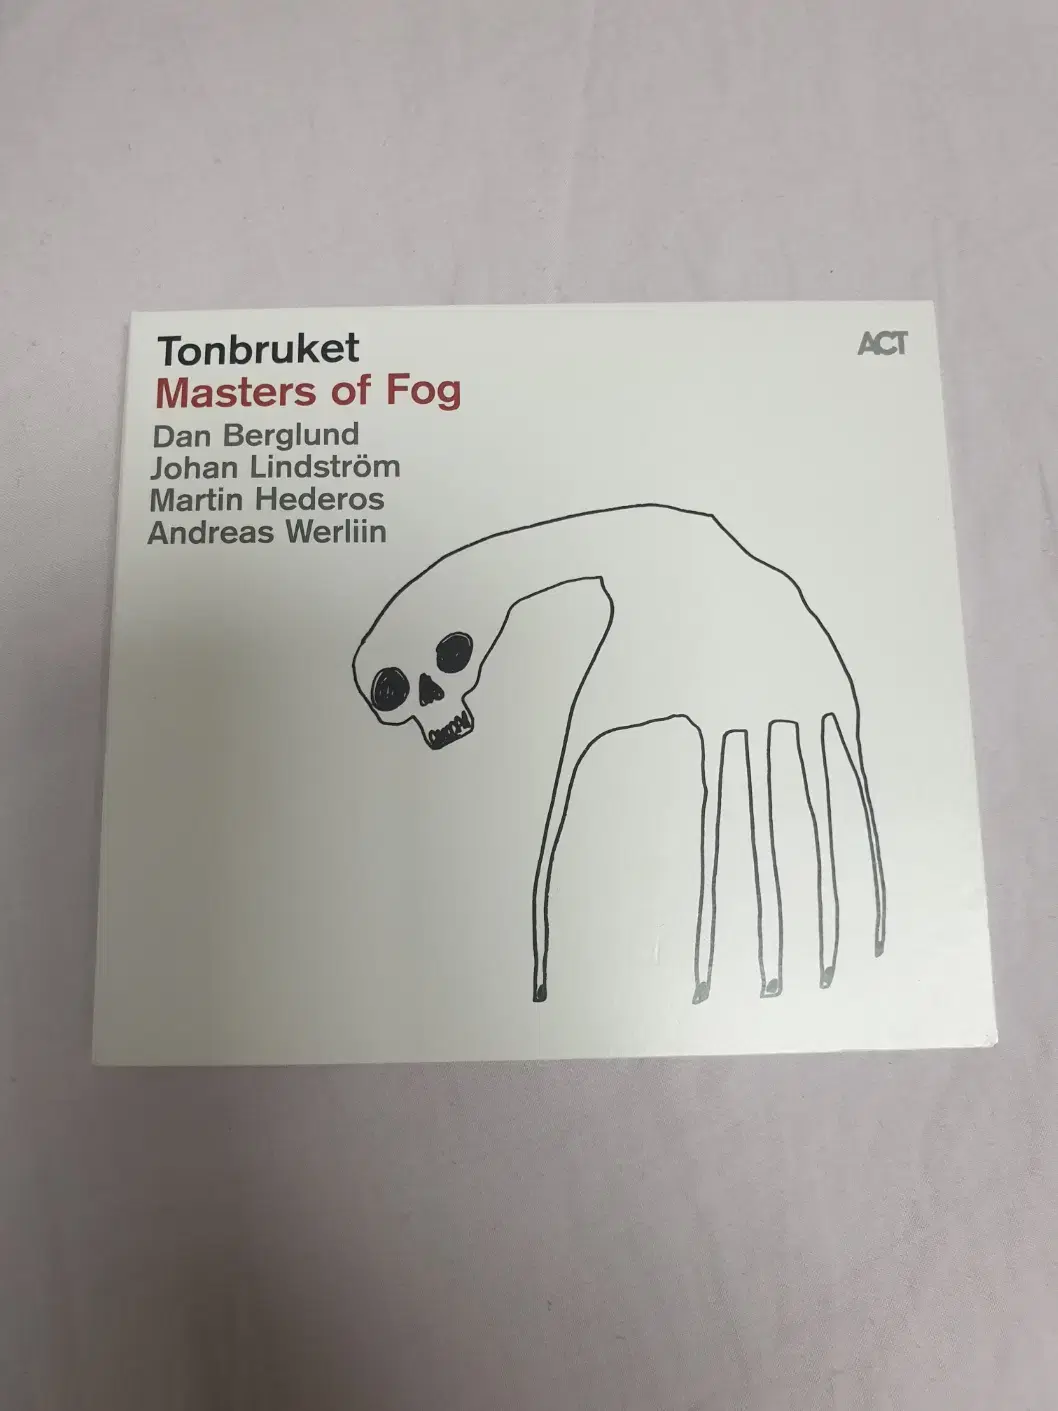 Tonbruket
Masters of Fog
Dan Berglund
Johan Lindström
Martin Hederos
Andreas Werliin
ACT